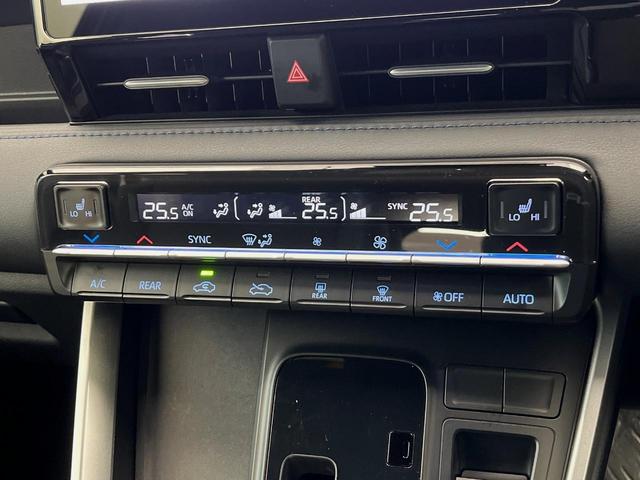 LO HI
25.5 A/C ON REAR 25.5 SYNC 25.5
LO HI
SYNC
A/C REAR REAR FRONT OFF AUTO